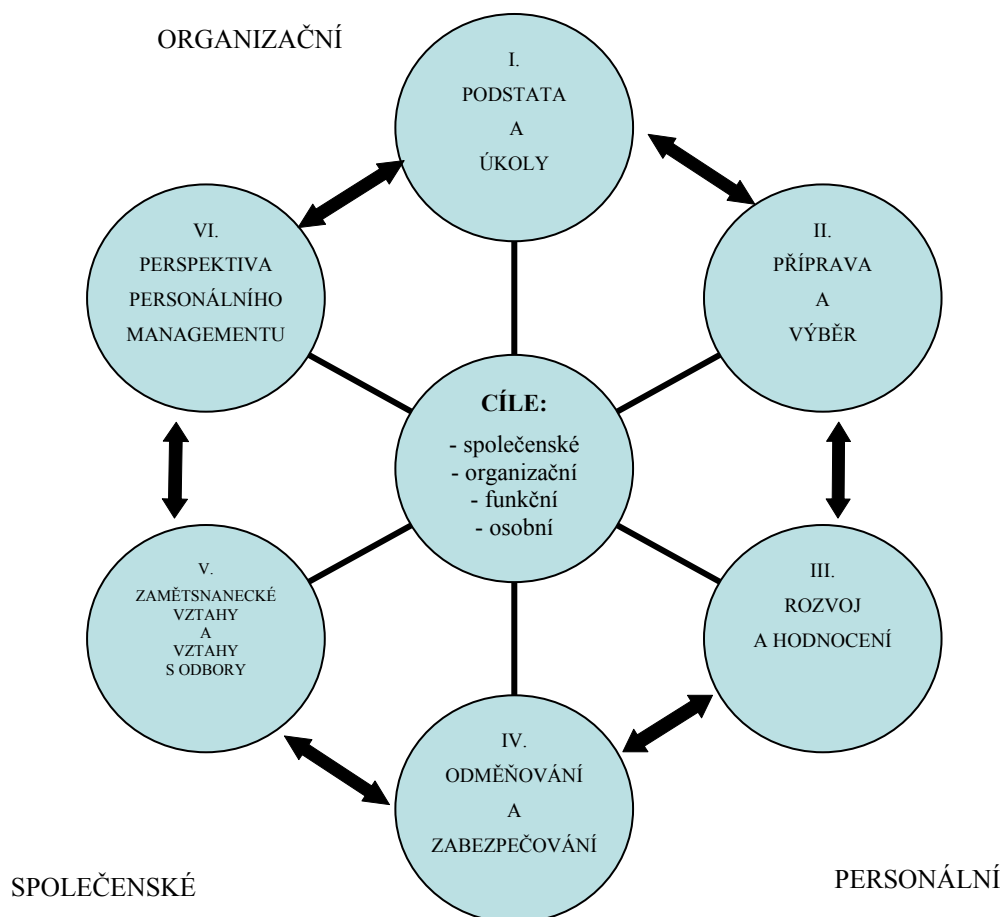 ORGANIZAČNÍ
I.
PODSTATA
A
ÚKOLY
VI.
PERSPEKTIVA
PERSONÁLNÍHO
MANAGEMENTU
II.
PŘÍPRAVA
A
VÝBĚR
CÍLE:
- společenské
- organizační
- funkční
- osobní
V.
ZAMĚTSNANECKÉ
VZTAHY
A
VZTAHY
S ODBORY
III.
ROZVOJ
A HODNOCENÍ
IV.
ODMĚŇOVÁNÍ
A
ZABEZPEČOVÁNÍ
SPOLEČENSKÉ
PERSONÁLNÍ